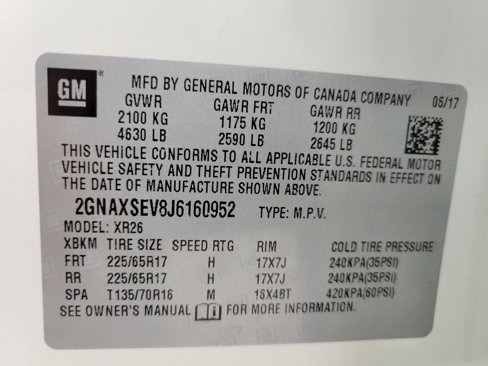 GM
MFD BY GENERAL MOTORS OF CANADA COMPANY 06/17
GVWR GAWR FRT GAWR RR
2100 KG 1175 KG 1200 KG
4630 LB 2590 LB 2645 LB
THIS VEHICLE CONFORMS TO ALL APPLICABLE U.S. FEDERAL MOTOR
VEHICLE SAFETY AND THEFT PREVENTION STANDARDS IN EFFECT ON
THE DATE OF MANUFACTURE SHOWN ABOVE.
2GNAXSEV8J6160952 TYPE: M.P.V.
MODEL: XR26
XBKM TIRE SIZE SPEED RTG RIM COLD TIRE PRESSURE
FRT 225/65R17 H 17X7J 240KPA(35PSI)
RR 225/65R17 H 17X7J 240KPA(35PSI)
SPA T135/70R16 M 16X4BT 420KPA(60PSI)
SEE OWNER'S MANUAL FOR MORE INFORMATION.